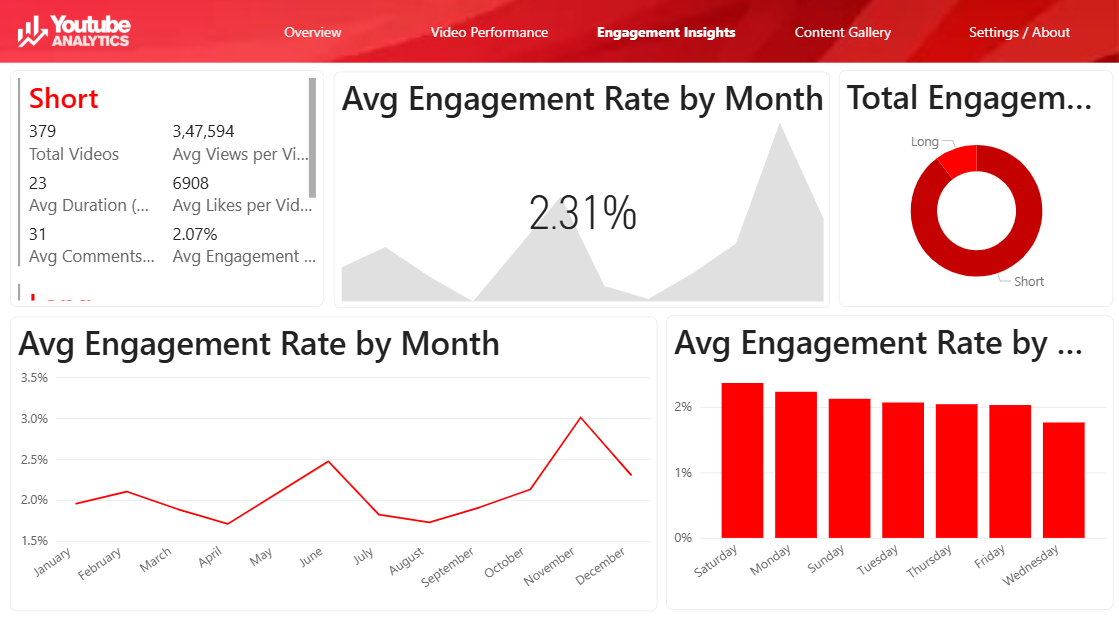 Youtube
ANALYTICS
Overview
Video Performance
Engagement Insights
Content Gallery
Settings / About
Short
379
3,47,594
Total Videos
Avg Views per Vi...
23
6908
Avg Duration (...
Avg Likes per Vid...
31
2.07%
Avg Comments...
Avg Engagement ...
Avg Engagement Rate by Month
2.31%
Total Engagem...
Long
Short
Avg Engagement Rate by Month
3.5%
3.0%
2.5%
2.0%
1.5%
January
February
March
April
May
June
July
August
September
October
November
December
Avg Engagement Rate by ...
2%
1%
0%
Saturday
Monday
Sunday
Tuesday
Thursday
Friday
Wednesday